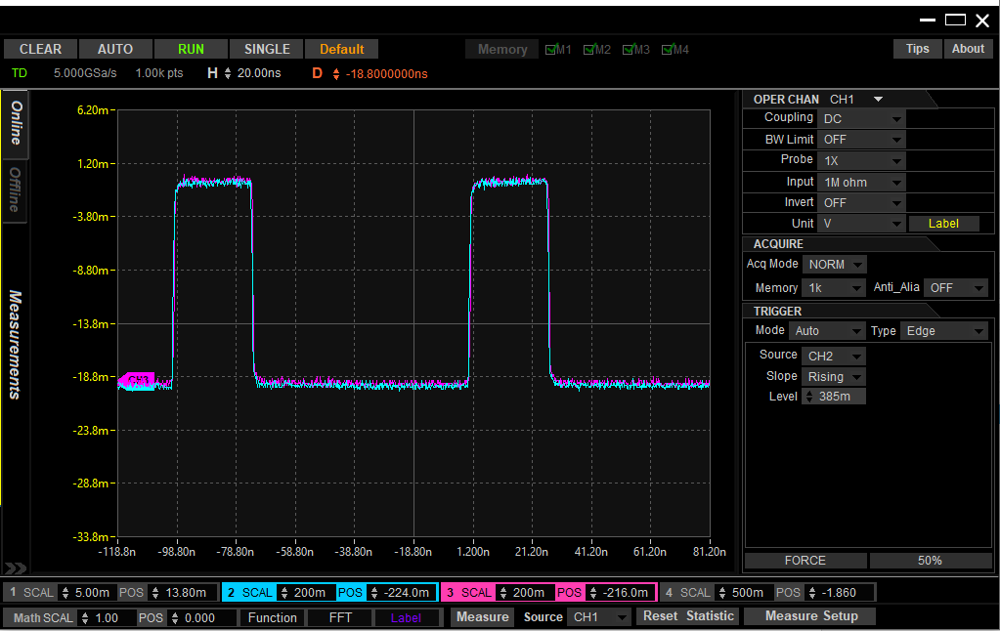 CLEAR AUTO RUN SINGLE Default Memory M1 M2 M3 M4 Tips About
TD 5.000GSa/s 1.00k pts H 20.00ns D -18.8000000ns
Online
Offline
Measurements
6.20m
1.20m
-3.80m
-8.80m
-13.8m
-18.8m
-23.8m
-28.8m
-33.8m
CH3
-118.8n -98.80n -78.80n -58.80n -38.80n -18.80n 1.200n 21.20n 41.20n 61.20n 81.20n
OPER CHAN CH1
Coupling DC
BW Limit OFF
Probe 1X
Input 1M ohm
Invert OFF
Unit V Label
ACQUIRE
Acq Mode NORM
Memory 1k Anti_Alia OFF
TRIGGER
Mode Auto Type Edge
Source CH2
Slope Rising
Level 385m
FORCE 50%
1 SCAL 5.00m POS 13.80m 2 SCAL 200m POS -224.0m 3 SCAL 200m POS -216.0m 4 SCAL 500m POS -1.860
Math SCAL 1.00 POS 0.000 Function FFT Label Measure Source CH1 Reset Statistic Measure Setup